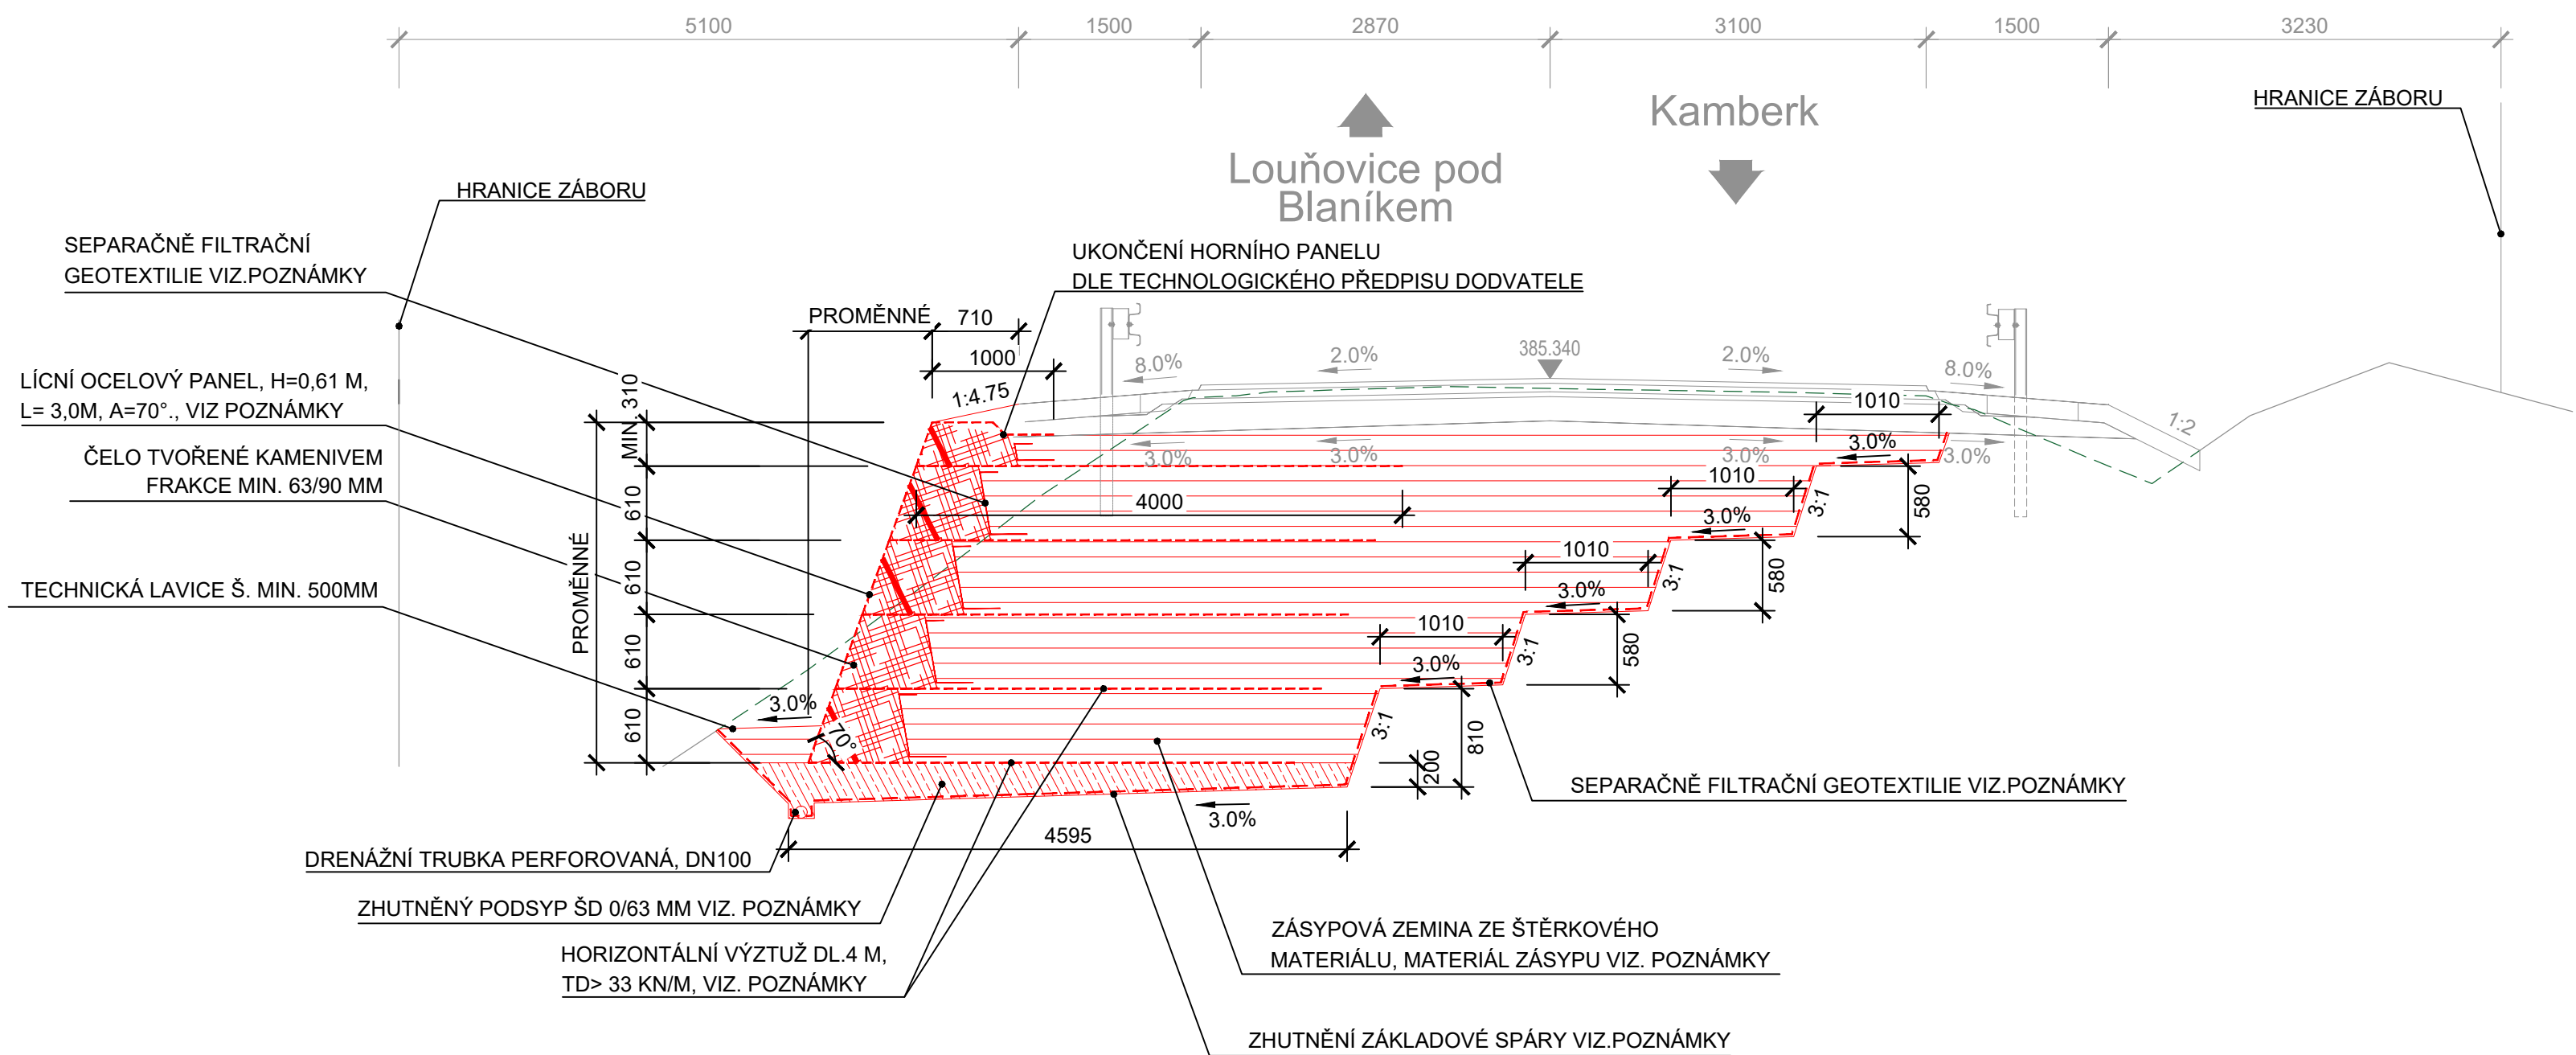 5100 1500 2870 3100 1500 3230
HRANICE ZÁBORU
Kamberk
Louňovice pod
Blaníkem
HRANICE ZÁBORU
SEPARAČNĚ FILTRAČNÍ
GEOTEXTILIE VIZ.POZNÁMKY
UKONČENÍ HORNÍHO PANELU
DLE TECHNOLOGICKÉHO PŘEDPISU DODVATELE
PROMĚNNÉ 710
1000
1:4.75
8.0% 2.0% 385.340 2.0% 8.0%
LÍCNÍ OCELOVÝ PANEL, H=0,61 M,
L= 3,0M, A=70°., VIZ POZNÁMKY
MIN. 310
1010
1:2
3.0% 3.0% 3.0% 3.0% 3.0%
ČELO TVOŘENÉ KAMENIVEM
FRAKCE MIN. 63/90 MM
610
4000
1010
3:1
580
3.0%
PROMĚNNÉ
610
1010
3:1
580
3.0%
TECHNICKÁ LAVICE Š. MIN. 500MM
610
1010
3:1
580
3.0%
610
3.0%
70°
3:1
810
200
SEPARAČNĚ FILTRAČNÍ GEOTEXTILIE VIZ.POZNÁMKY
3.0%
4595
DRENÁŽNÍ TRUBKA PERFOROVANÁ, DN100
ZHUTNĚNÝ PODSYP ŠD 0/63 MM VIZ. POZNÁMKY
ZÁSYPOVÁ ZEMINA ZE ŠTĚRKOVÉHO
MATERIÁLU, MATERIÁL ZÁSYPU VIZ. POZNÁMKY
HORIZONTÁLNÍ VÝZTUŽ DL.4 M,
TD> 33 KN/M, VIZ. POZNÁMKY
ZHUTNĚNÍ ZÁKLADOVÉ SPÁRY VIZ.POZNÁMKY